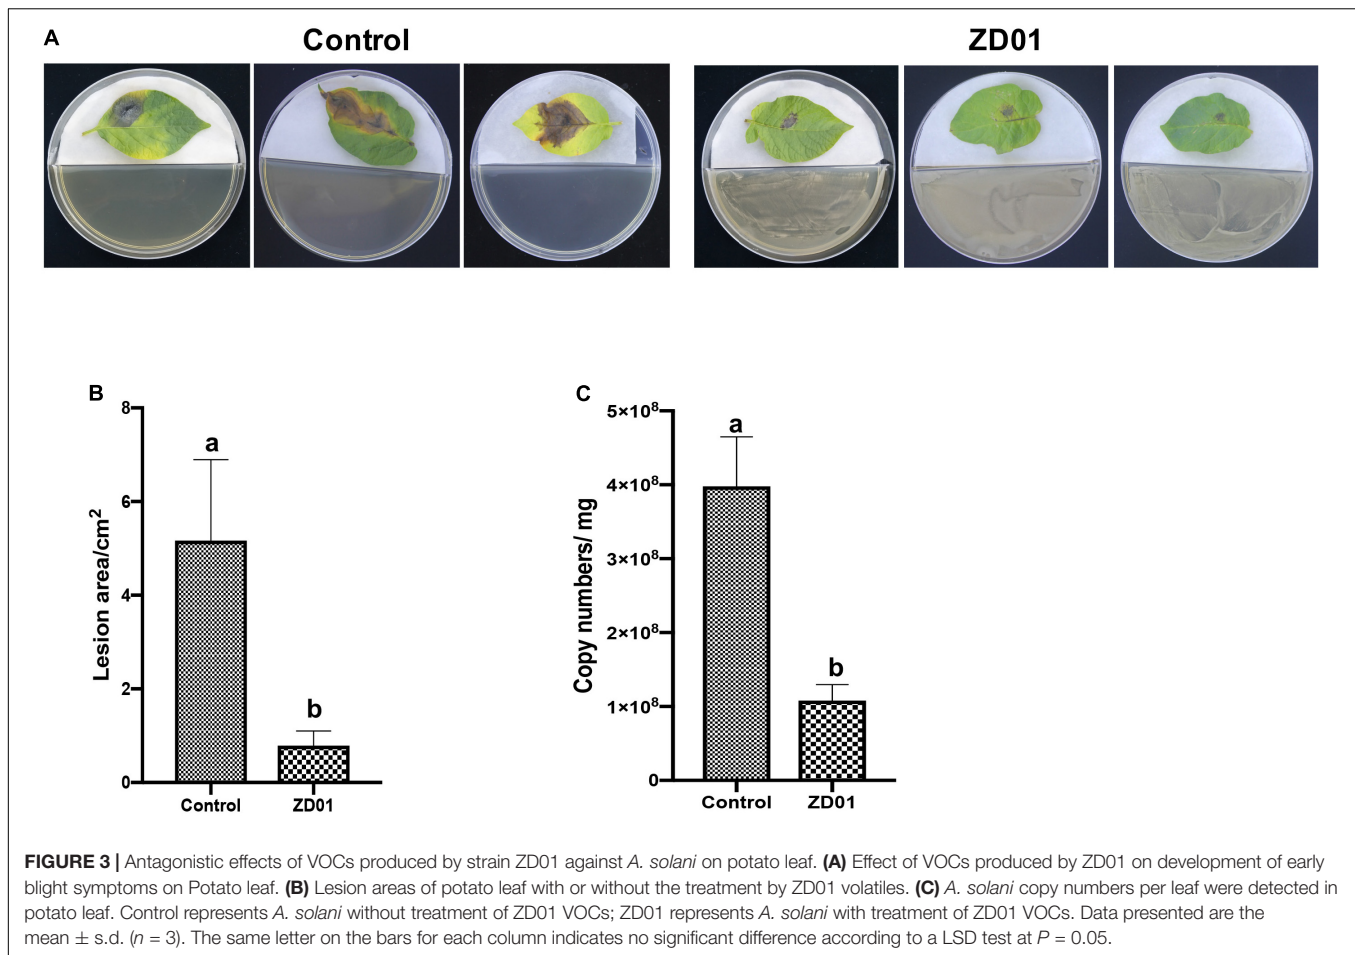 A
Control
ZD01
B
8
6
4
2
0
Lesion area/cm²
a
b
Control
ZD01
C
5×10⁸
4×10⁸
3×10⁸
2×10⁸
1×10⁸
0
Copy numbers/ mg
a
b
Control
ZD01
FIGURE 3 | Antagonistic effects of VOCs produced by strain ZD01 against A. solani on potato leaf. (A) Effect of VOCs produced by ZD01 on development of early
blight symptoms on Potato leaf. (B) Lesion areas of potato leaf with or without the treatment by ZD01 volatiles. (C) A. solani copy numbers per leaf were detected in
potato leaf. Control represents A. solani without treatment of ZD01 VOCs; ZD01 represents A. solani with treatment of ZD01 VOCs. Data presented are the
mean ± s.d. (n = 3). The same letter on the bars for each column indicates no significant difference according to a LSD test at P = 0.05.